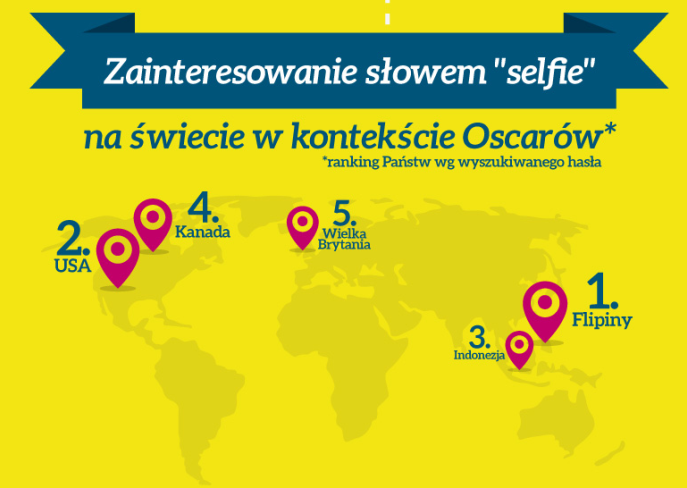 Zainteresowanie słowem "selfie"
na świecie w kontekście Oscarów*
*ranking Państw wg wyszukiwanego hasła
4.
Kanada
2.
USA
5.
Wielka
Brytania
1.
Flipiny
3.
Indonezja